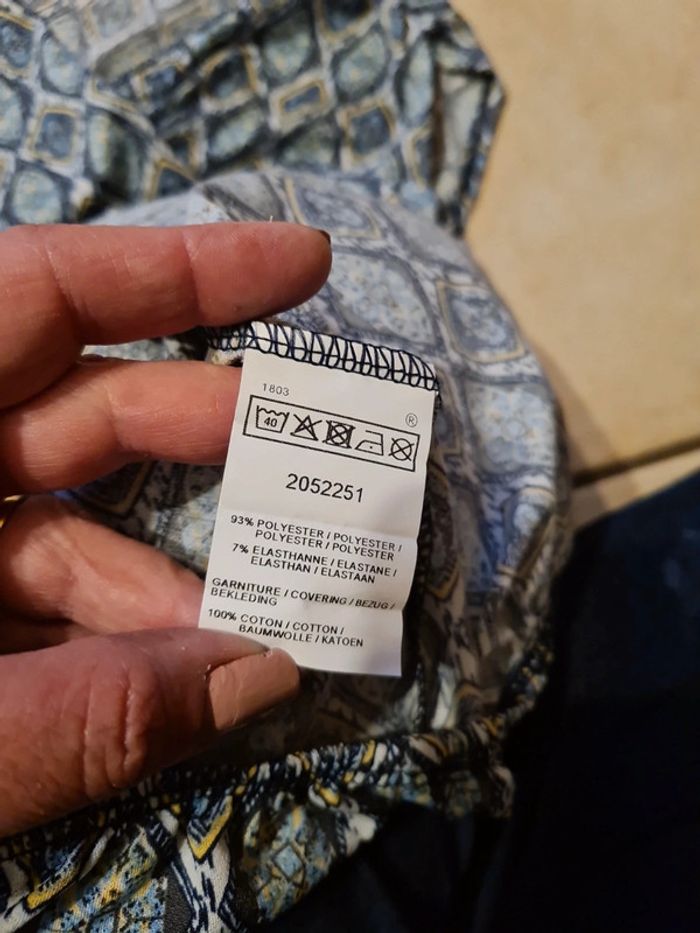 1803
®
40
2052251
93% POLYESTER / POLYESTER /
POLYESTER / POLYESTER
7% ELASTHANNE / ELASTANE /
ELASTHAN / ELASTAAN
GARNITURE / COVERING / BEZUG /
BEKLEDING
100% COTON / COTTON /
BAUMWOLLE / KATOEN